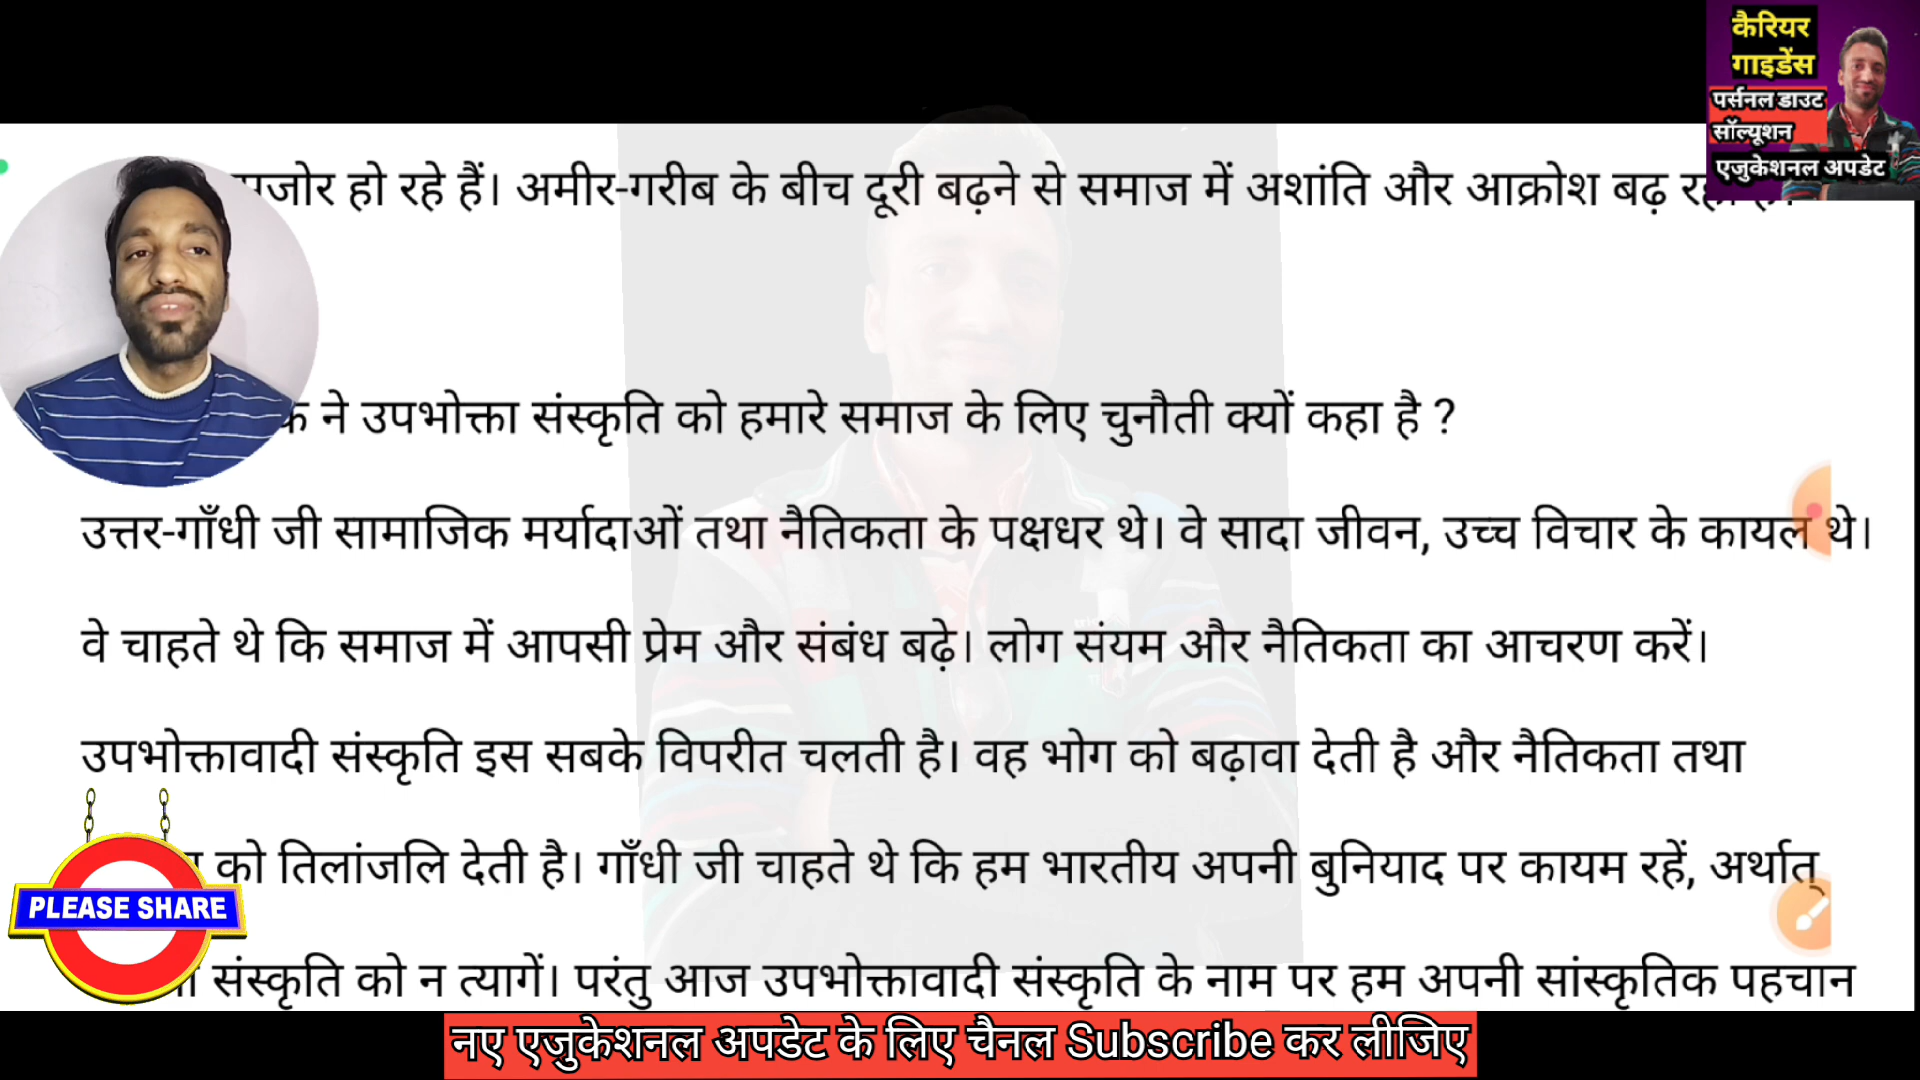 कैरियर
गाइडेंस
पर्सनल डाउट
सॉल्यूशन
एजुकेशनल अपडेट
हो रहे हैं। अमीर-गरीब के बीच दूरी बढ़ने से समाज में अशांति और आक्रोश बढ़
ने उपभोक्ता संस्कृति को हमारे समाज के लिए चुनौती क्यों कहा है ?
उत्तर-गाँधी जी सामाजिक मर्यादाओं तथा नैतिकता के पक्षधर थे। वे सादा जीवन, उच्च विचार के कायल थे।
वे चाहते थे कि समाज में आपसी प्रेम और संबंध बढ़े। लोग संयम और नैतिकता का आचरण करें।
उपभोक्तावादी संस्कृति इस सबके विपरीत चलती है। वह भोग को बढ़ावा देती है और नैतिकता तथा
को तिलांजलि देती है। गाँधी जी चाहते थे कि हम भारतीय अपनी बुनियाद पर कायम रहें, अर्थात्
संस्कृति को न त्यागें। परंतु आज उपभोक्तावादी संस्कृति के नाम पर हम अपनी सांस्कृतिक पहचान
PLEASE SHARE
नए एजुकेशनल अपडेट के लिए चैनल Subscribe कर लीजिए